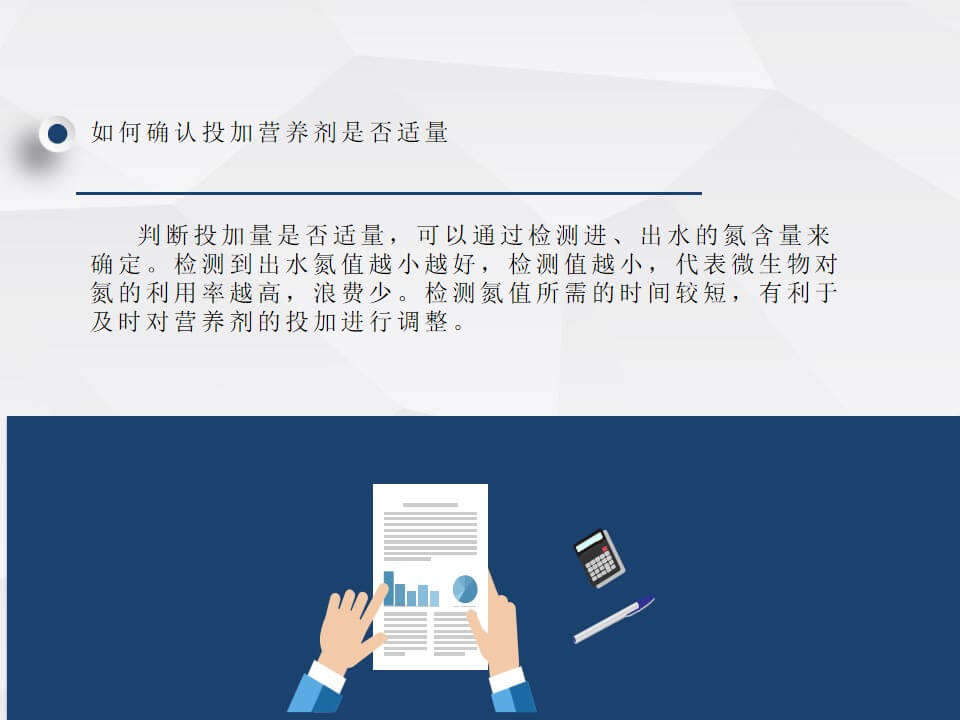 如何确认投加营养剂是否适量
判断投加量是否适量，可以通过检测进、出水的氮含量来
确定。检测到出水氮值越小越好，检测值越小，代表微生物对
氮的利用率越高，浪费少。检测氮值所需的时间较短，有利于
及时对营养剂的投加进行调整。